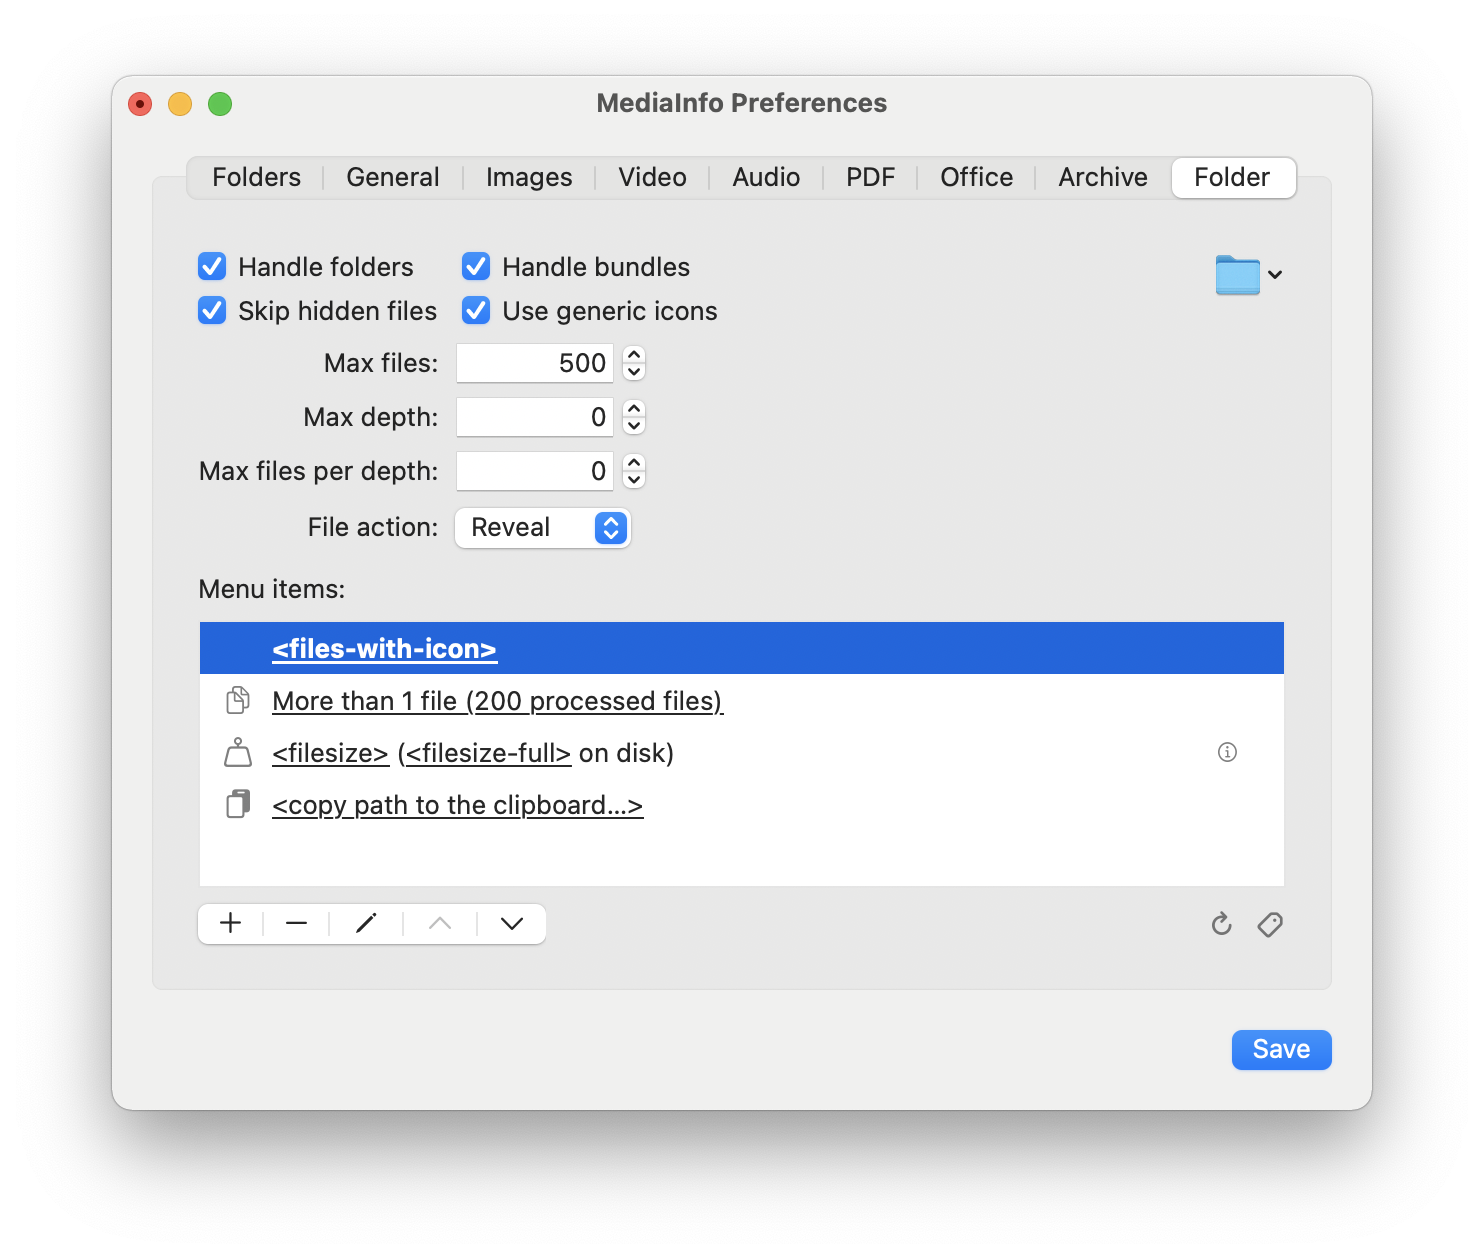 MediaInfo Preferences
Folders General Images Video Audio PDF Office Archive Folder
Handle folders Handle bundles
Skip hidden files Use generic icons
Max files: 500
Max depth: 0
Max files per depth: 0
File action: Reveal
Menu items:
<files-with-icon>
More than 1 file (200 processed files)
<filesize> (<filesize-full> on disk)
<copy path to the clipboard...>
Save